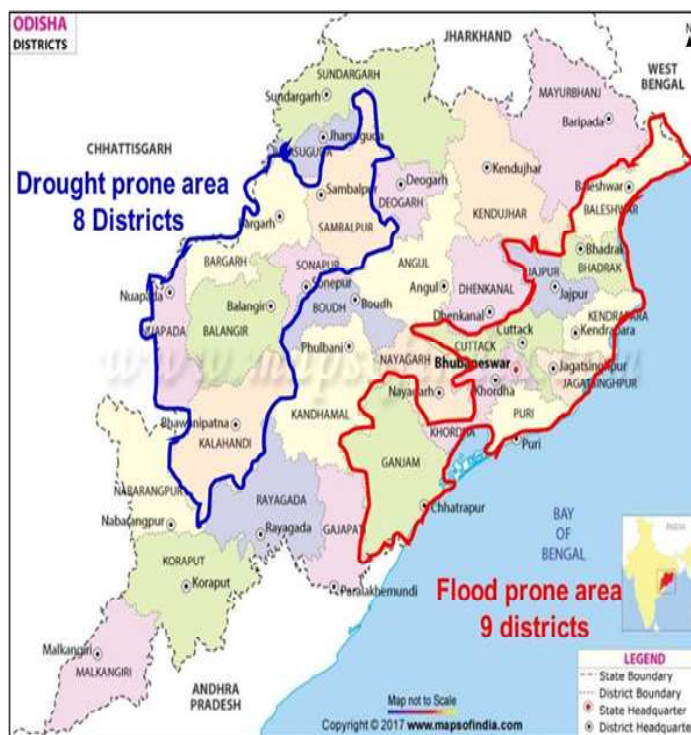 ODISHA
DISTRICTS
N
JHARKHAND
WEST
BENGAL
SUNDARGARH
Sundargarh
MAYURBHANJ
Baripada
CHHATTISGARH
Jharsuguda
Kendujhar
Drought prone area
8 Districts
Sambalpur
Deogarh
DEOGARH
Baleshwar
SAMBALPUR
KENDUJHAR
BALESHWAR
BARGARH
SONAPUR
ANGUL
Bhadrak
BHADRAK
Nuapada
Sonepur
Angul
DHENKANAL
JAJPUR
Jajpur
Balangir
BALANGIR
BOUDH
Boudh
Dhenkanal
KENDRAPARA
Kendrapara
Phulbani
NAYAGARH
CUTTACK
Cuttack
Bhubaneswar
Jagatsinghpur
JAGATSINGHPUR
Nayagarh
Khordha
PURI
Bhawanipatna
KALAHANDI
KANDHAMAL
KHORDHA
Puri
GANJAM
NABARANGPUR
Nabarangpur
RAYAGADA
Rayagada
Chhatrapur
BAY
OF
BENGAL
KORAPUT
Koraput
Paralakhemundi
Flood prone area
9 districts
Malkangiri
MALKANGIRI
ANDHRA
PRADESH
LEGEND
State Boundary
District Boundary
State Headquarter
District Headquarter
Map not to Scale
Copyright © 2017 www.mapsofindia.com